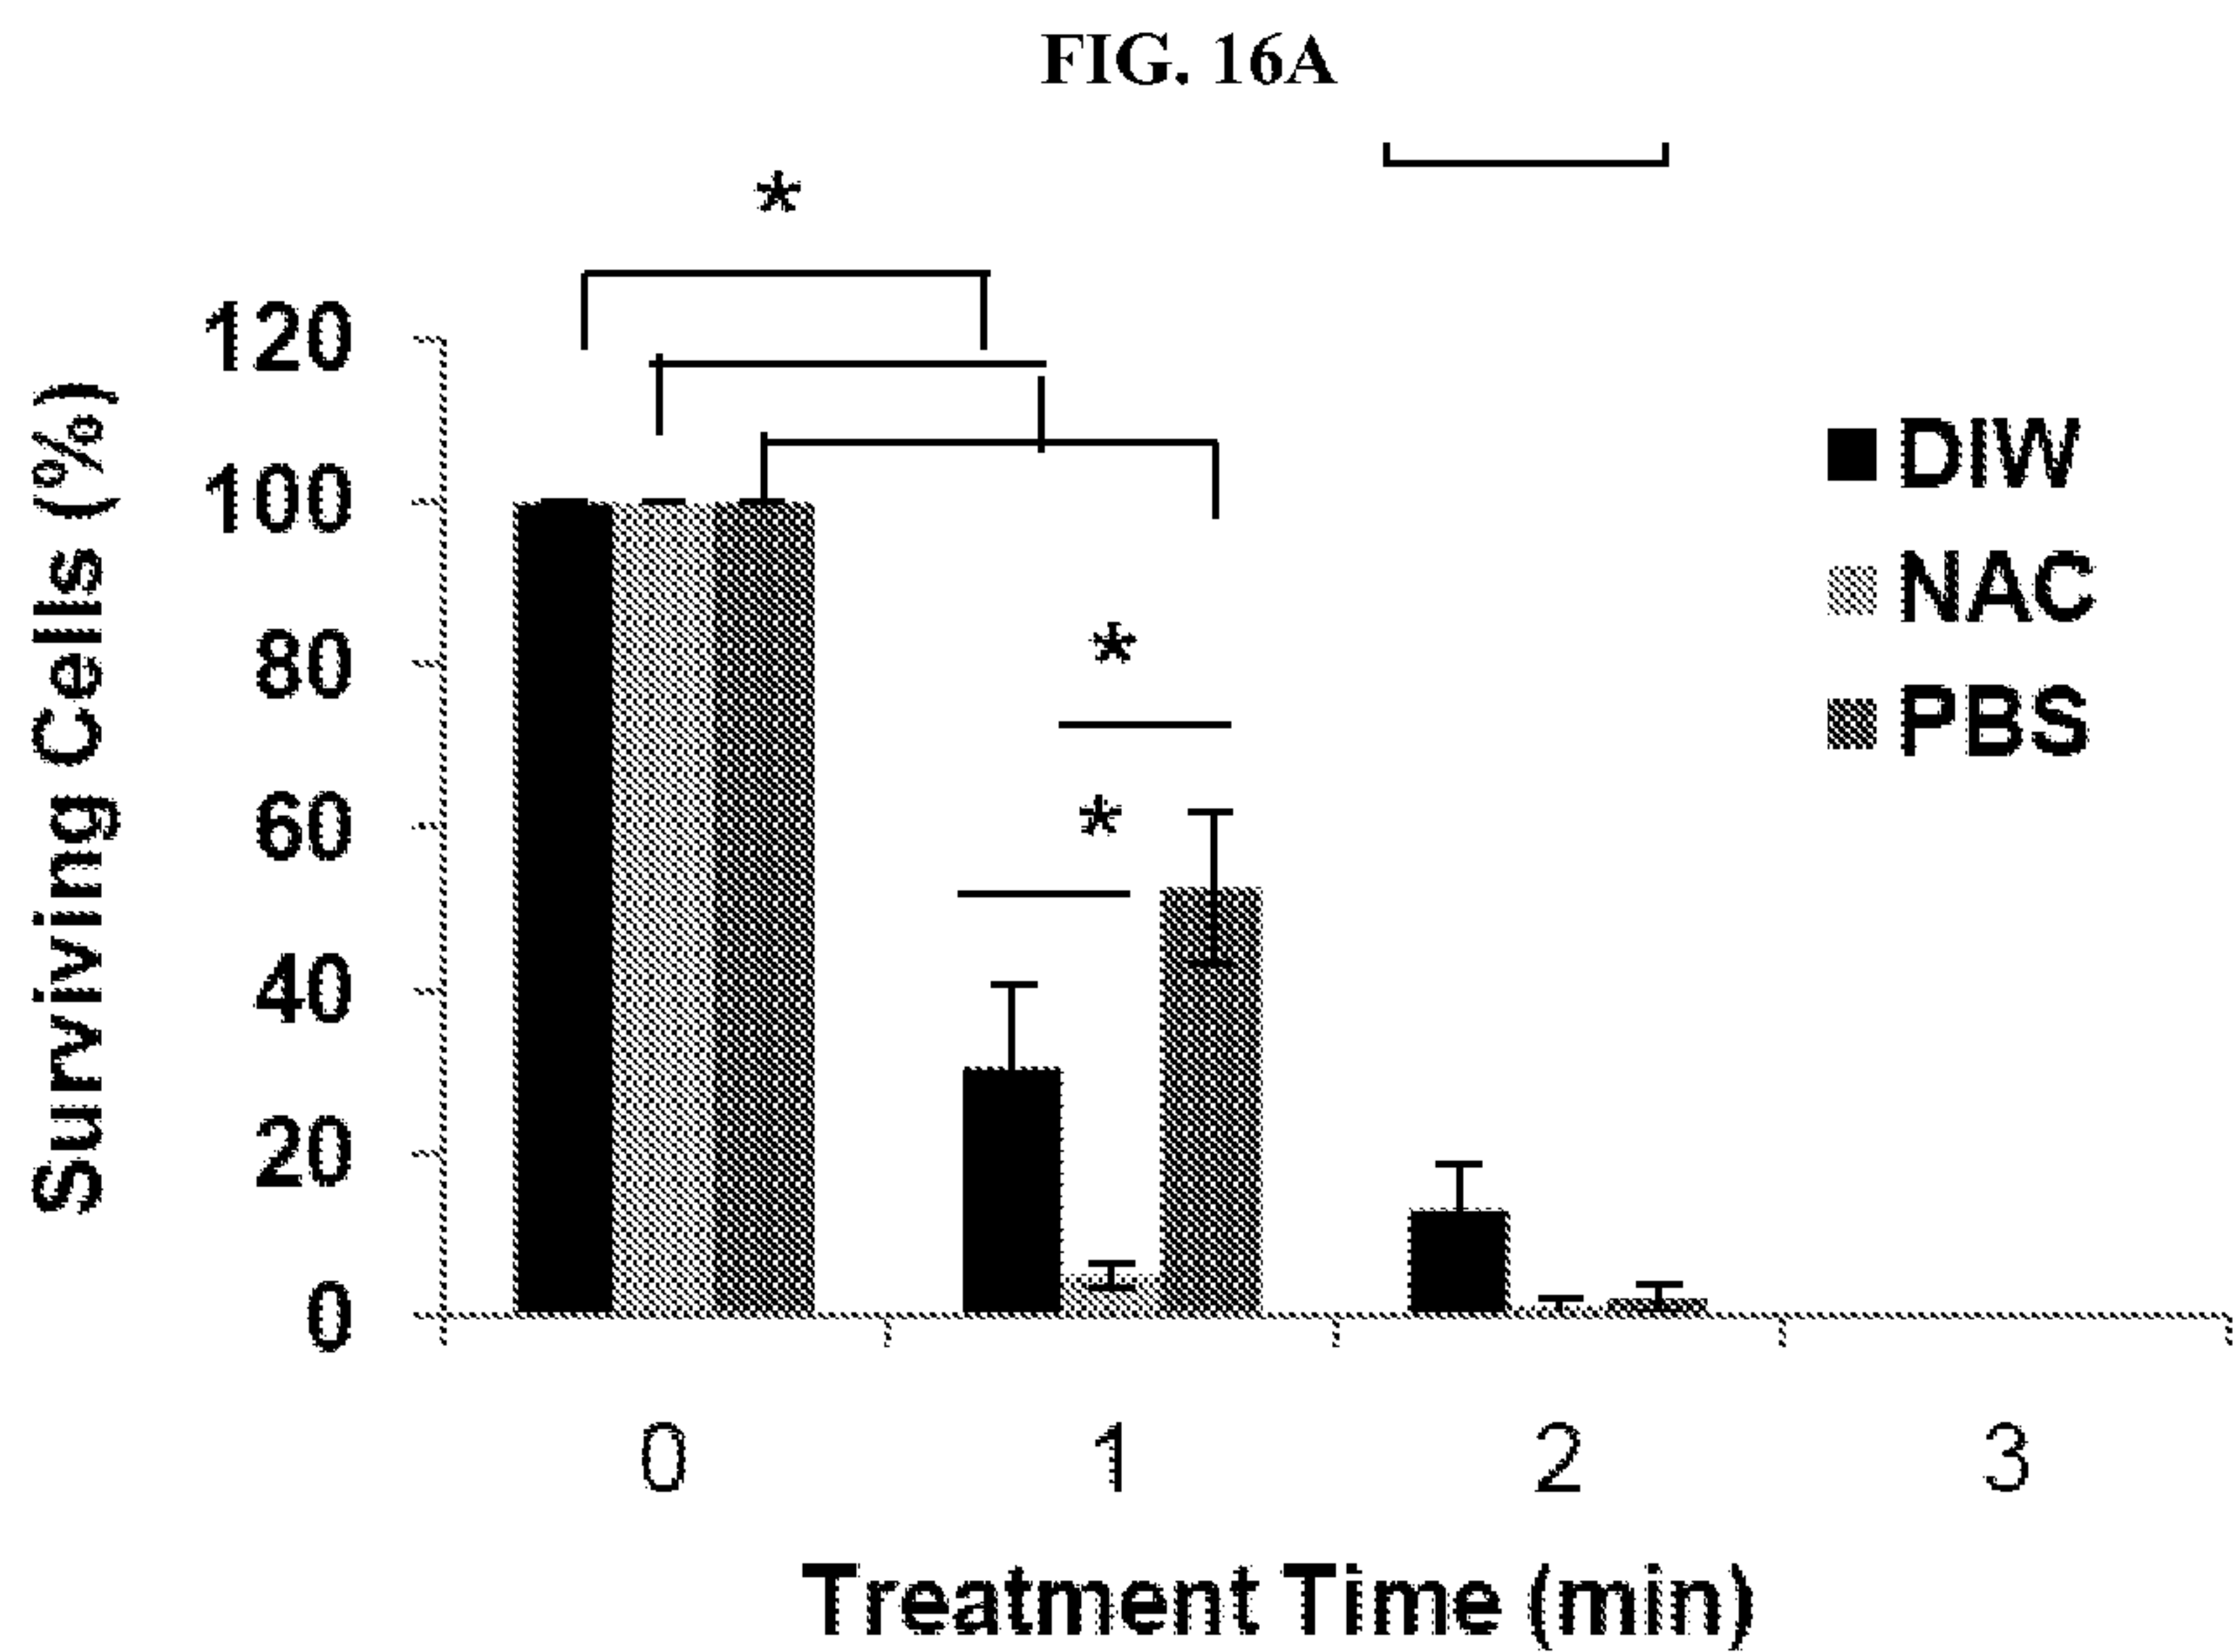 FIG. 16A
*
120
100
80
60
40
20
0
Surviving Cells (%)
*
*
DIW
NAC
PBS
0 1 2 3
Treatment Time (min)